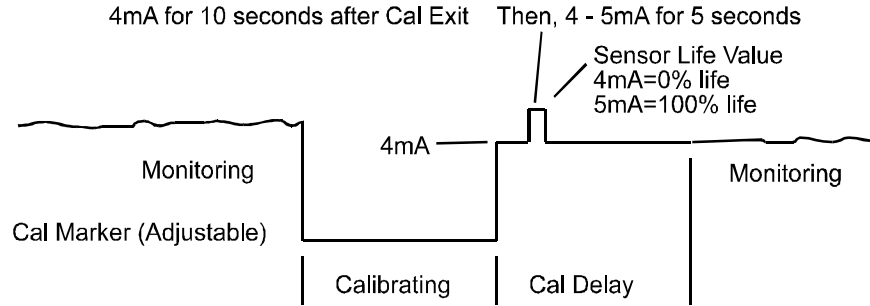 4mA for 10 seconds after Cal Exit
Then, 4 - 5mA for 5 seconds
Sensor Life Value
4mA=0% life
5mA=100% life
4mA
Monitoring
Monitoring
Cal Marker (Adjustable)
Calibrating
Cal Delay